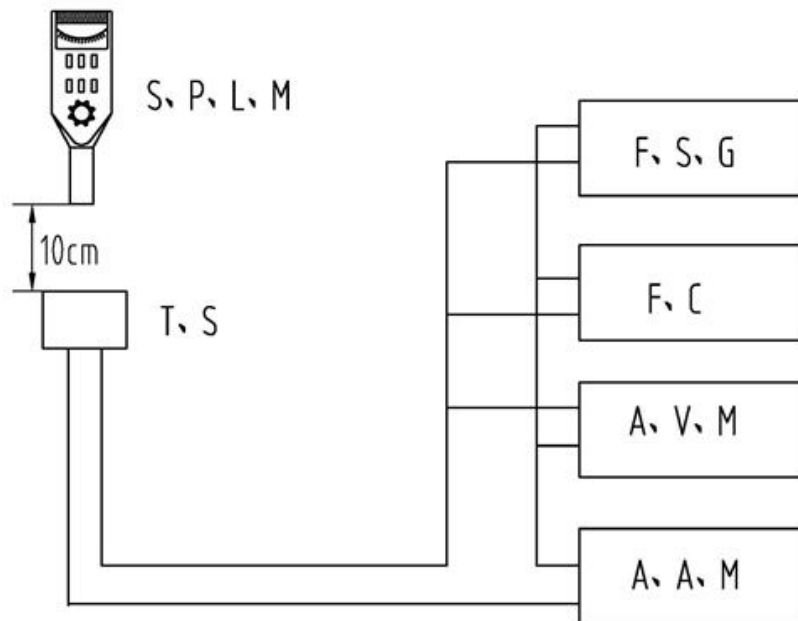 S、P、L、M
F、S、G
10cm
F、C
T、S
A、V、M
A、A、M